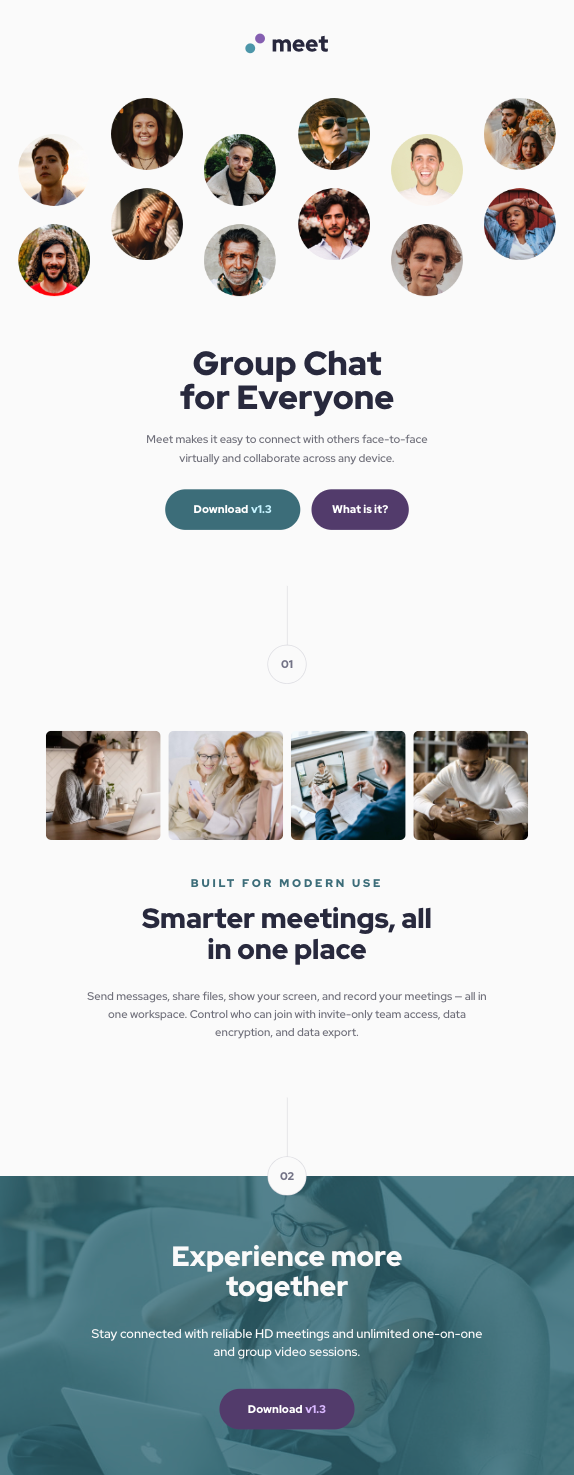 meet
Group Chat
for Everyone
Meet makes it easy to connect with others face-to-face
virtually and collaborate across any device.
Download v1.3
What is it?
01
BUILT FOR MODERN USE
Smarter meetings, all
in one place
Send messages, share files, show your screen, and record your meetings — all in
one workspace. Control who can join with invite-only team access, data
encryption, and data export.
02
Experience more
together
Stay connected with reliable HD meetings and unlimited one-on-one
and group video sessions.
Download v1.3